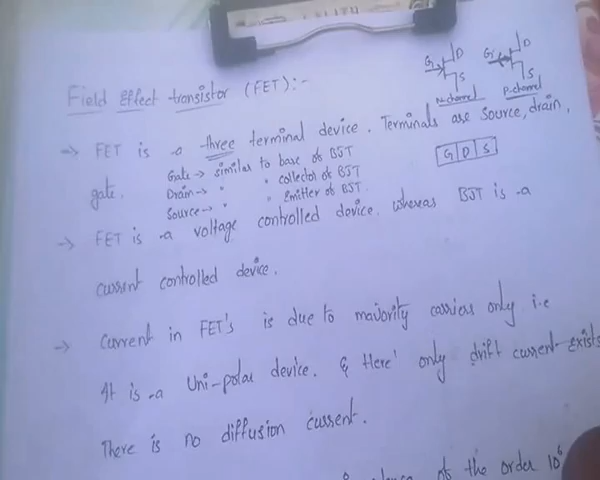 Field Effect transistor (FET):-
G D S G D S
N-channel P-channel
→ FET is a three terminal device. Terminals are Source, drain,
gate.
Gate → similar to base of BJT
Drain → " " collector of BJT
Source → " " Emitter of BJT.
G|D|S
→ FET is a voltage controlled device. whereas BJT is a
current controlled device.
→ Current in FET's is due to majority carriers only i.e
It is a Uni-polar device. & Here' only drift current exists
There is no diffusion current.
of the order 10⁶